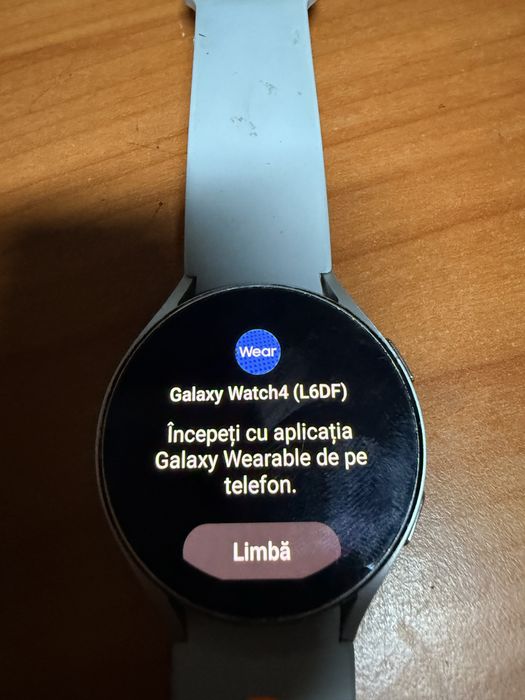 Wear
Galaxy Watch4 (L6DF)
Începeți cu aplicația
Galaxy Wearable de pe
telefon.
Limbă